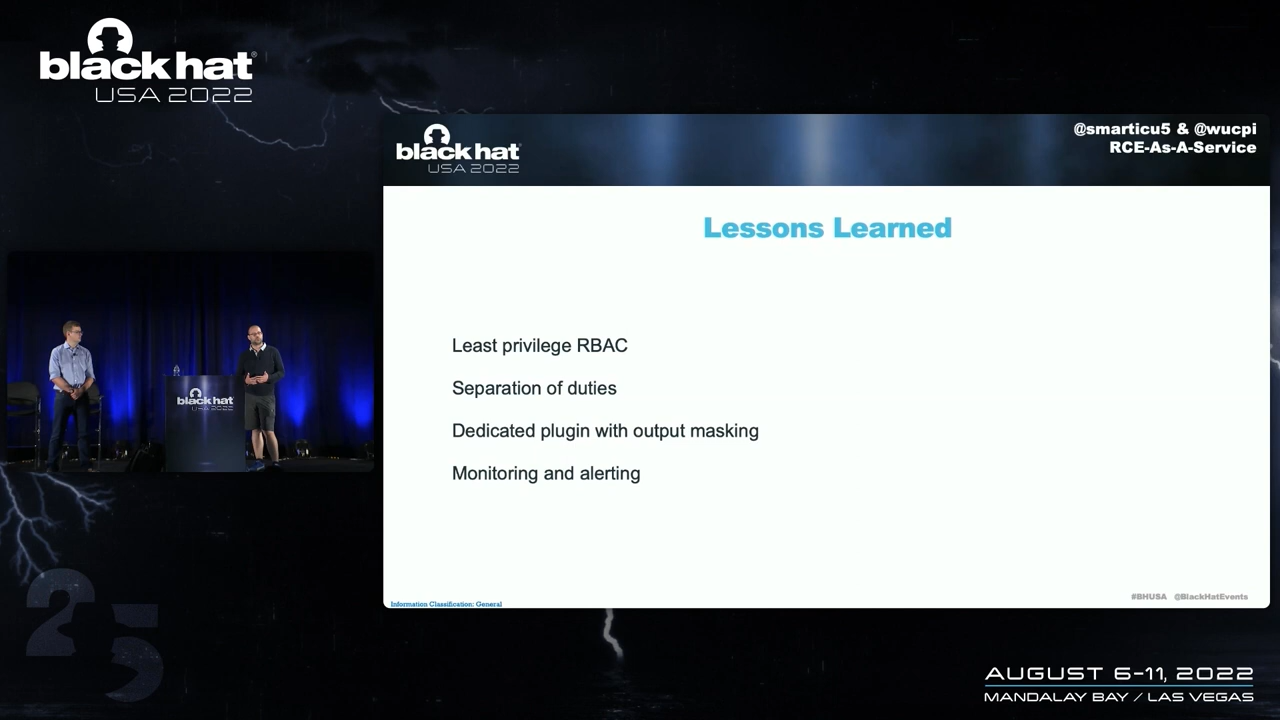 black hat®
USA 2022
black hat®
USA 2022
@smarticu5 & @wucpi
RCE-As-A-Service
Lessons Learned
Least privilege RBAC
Separation of duties
Dedicated plugin with output masking
Monitoring and alerting
Information Classification: General
#BHUSA @BlackHatEvents
black hat
USA 2022
25
AUGUST 6-11, 2022
MANDALAY BAY / LAS VEGAS